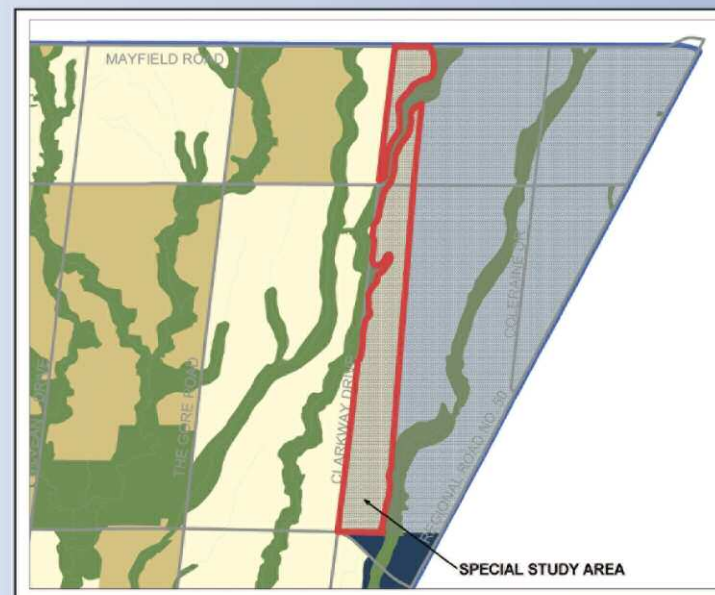 MAYFIELD ROAD
COLERAINE DR
CLARKWAY DRIVE
THE GORE ROAD
REGIONAL ROAD NO. 50
SPECIAL STUDY AREA